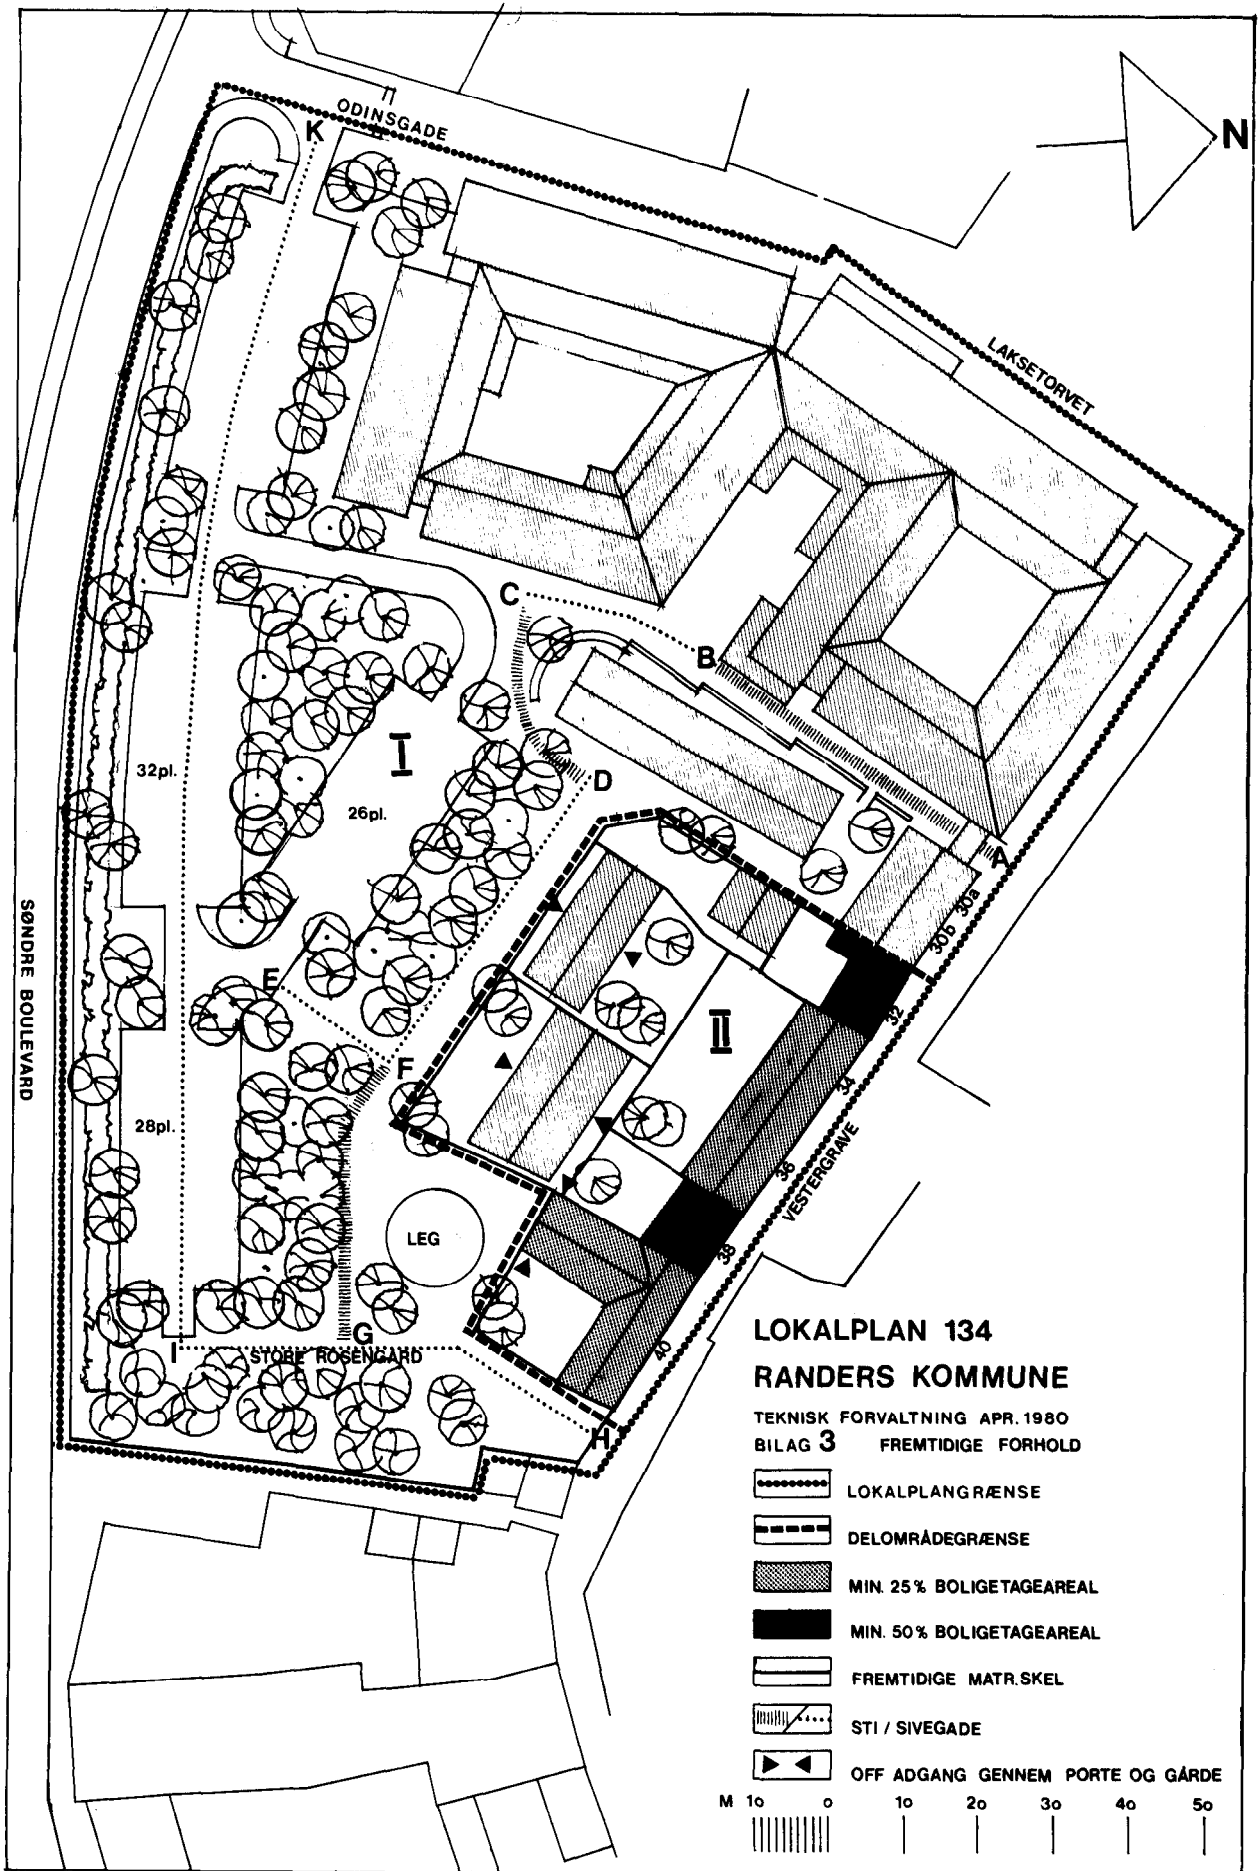 ODINSGADE
K
N
LAKSETORVET
C
B
I
32pl.
26pl.
D
A
30a
30b
SØNDRE BOULEVARD
E
II
32
F
34
28pl.
36
VESTERGRAVE
LEG
38
G
40
I
STORE ROSENGÅRD
H
LOKALPLAN 134
RANDERS KOMMUNE
TEKNISK FORVALTNING APR. 1980
BILAG 3 FREMTIDIGE FORHOLD
LOKALPLANGRÆNSE
DELOMRÅDEGRÆNSE
MIN. 25% BOLIGETAGEAREAL
MIN. 50% BOLIGETAGEAREAL
FREMTIDIGE MATR.SKEL
STI / SIVEGADE
OFF ADGANG GENNEM PORTE OG GÅRDE
M 10 0 10 20 30 40 50